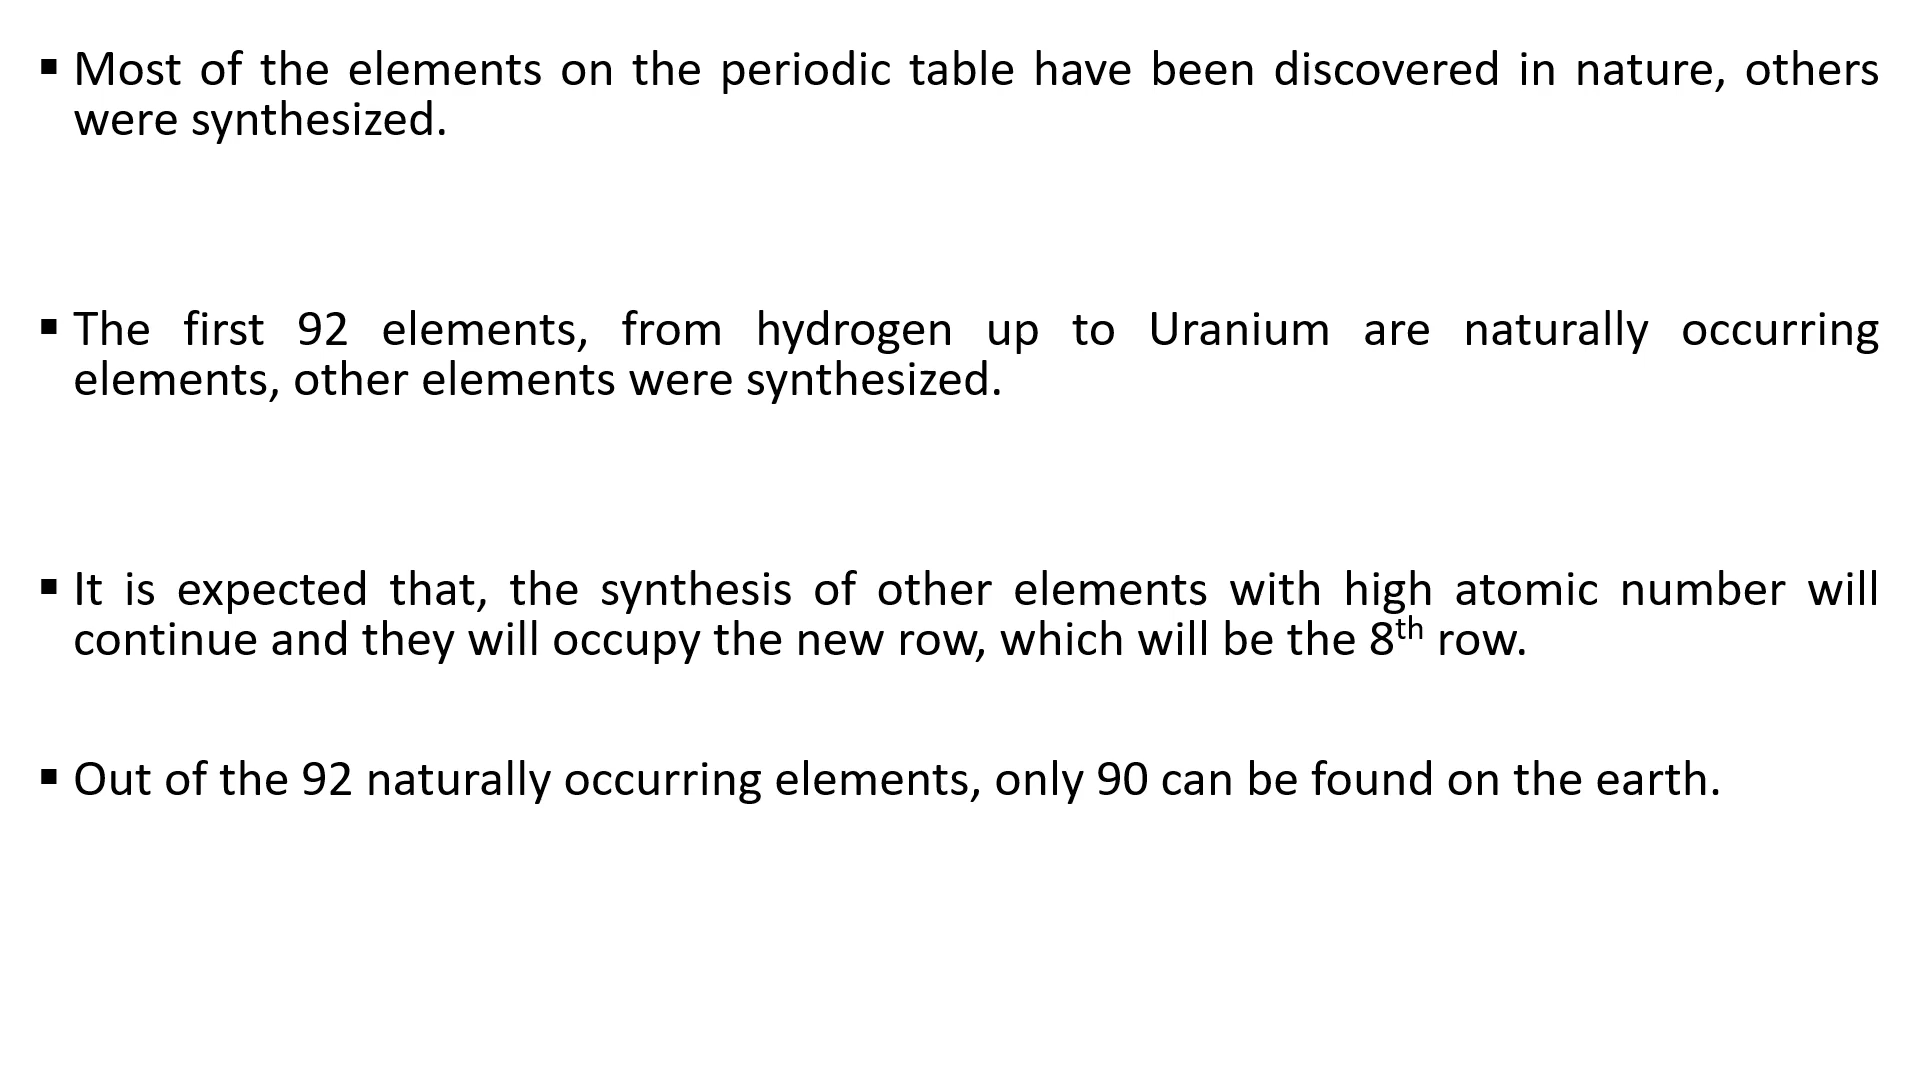 ▪ Most of the elements on the periodic table have been discovered in nature, others
were synthesized.
▪ The first 92 elements, from hydrogen up to Uranium are naturally occurring
elements, other elements were synthesized.
▪ It is expected that, the synthesis of other elements with high atomic number will
continue and they will occupy the new row, which will be the 8th row.
▪ Out of the 92 naturally occurring elements, only 90 can be found on the earth.